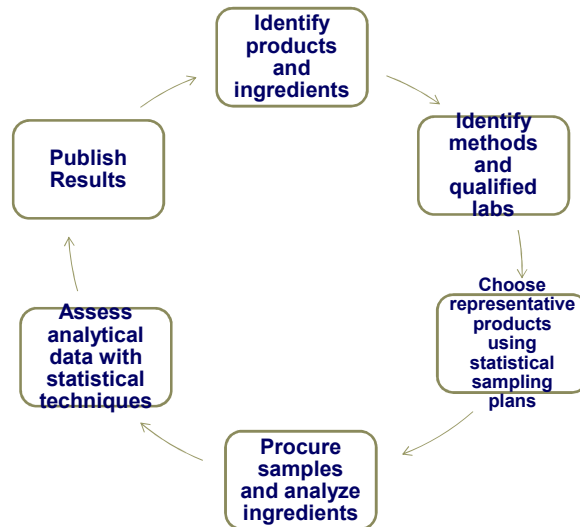 Identify
products
and
ingredients
Identify
methods
and
qualified
labs
Choose
representative
products
using
statistical
sampling
plans
Procure
samples
and analyze
ingredients
Assess
analytical
data with
statistical
techniques
Publish
Results